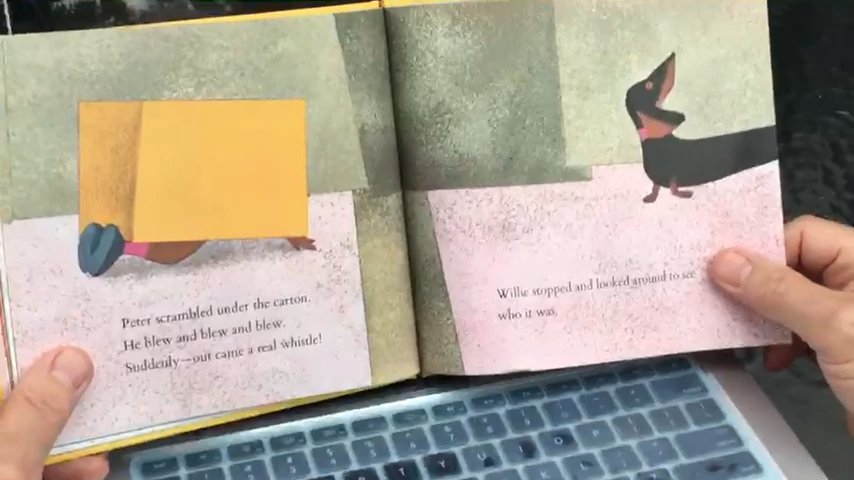 Peter scrambled under the carton.
He blew and blew and blew.
Suddenly—out came a real whistle!
Willie stopped and looked around to see
who it was.